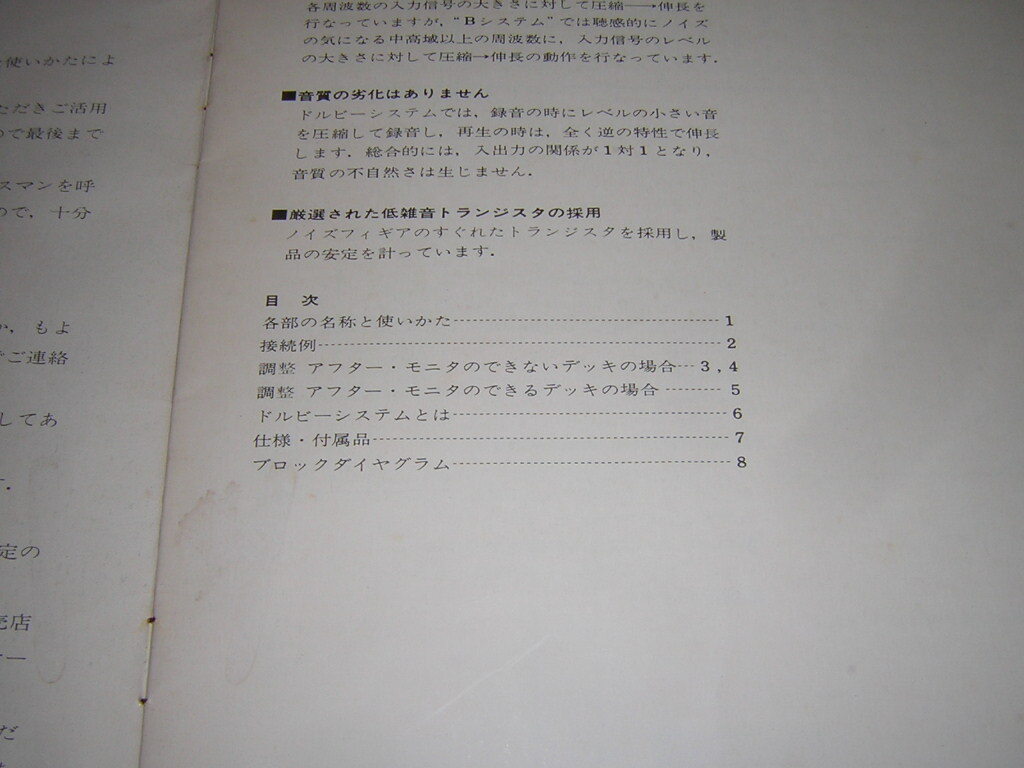 使いかたによ
ただきご活用
ので最後まで
スマンを呼
ので，十分
か，もよ
でご連絡
してあ
す．
定の
売店
ー
だ
各周波数の入力信号の大きさに対して圧縮─→伸長を
行なっていますが，“Bシステム”では聴感的にノイズ
の気になる中高域以上の周波数に，入力信号のレベル
の大きさに対して圧縮→伸長の動作を行なっています．
■音質の劣化はありません
ドルビーシステムでは，録音の時にレベルの小さい音
を圧縮して録音し，再生の時は，全く逆の特性で伸長
します．総合的には，入出力の関係が1対1となり，
音質の不自然さは生じません．
■厳選された低雑音トランジスタの採用
ノイズフィギアのすぐれたトランジスタを採用し，製
品の安定を計っています．
目 次
各部の名称と使いかた---------------------------1
接続例---------------------------2
調整 アフター・モニタのできないデッキの場合---3,4
調整 アフター・モニタのできるデッキの場合---------5
ドルビーシステムとは---------------------------6
仕様・付属品---------------------------7
ブロックダイヤグラム---------------------------8